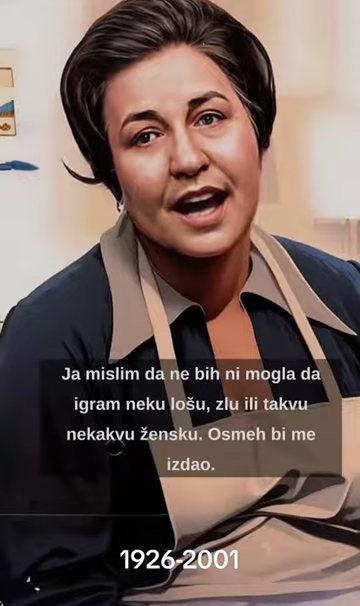 Ja mislim da ne bih ni mogla da
igram neku lošu, zlu ili takvu
nekakvu žensku. Osmeh bi me
izdao.
1926-2001